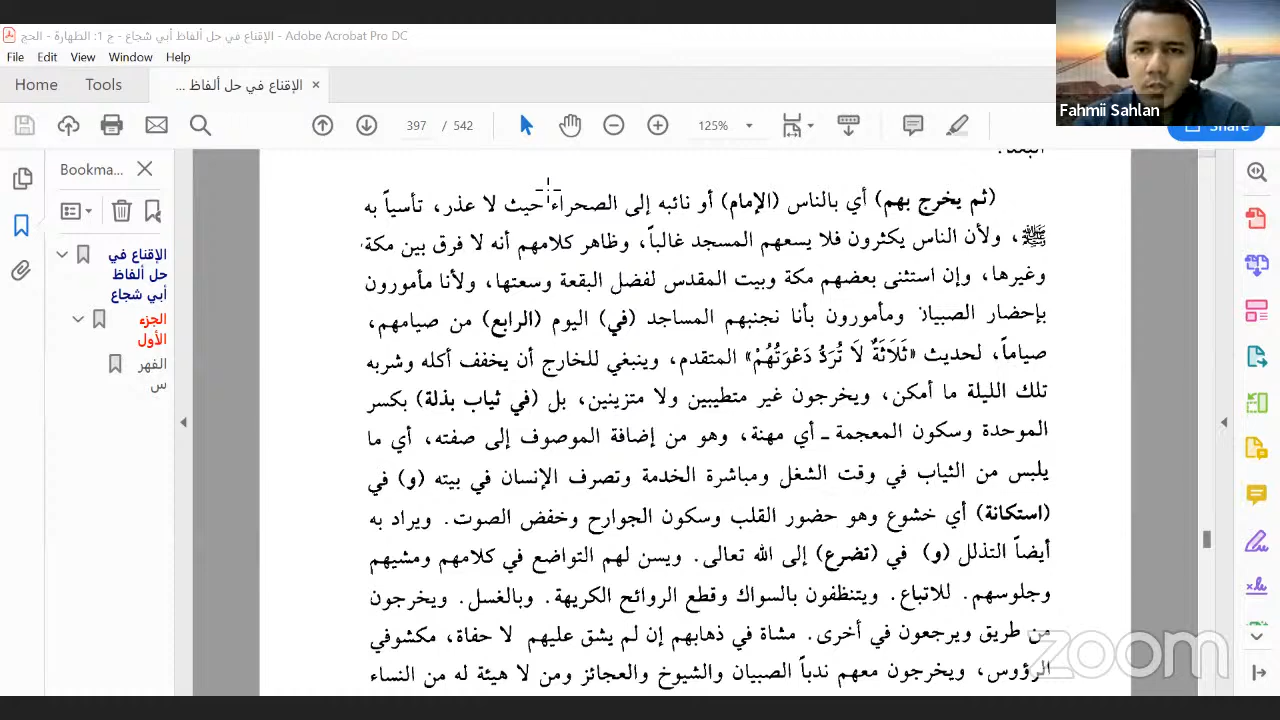 الإقناع في حل ألفاظ أبي شجاع - ج 1: الطهارة - الحج - Adobe Acrobat Pro DC
File Edit View Window Help
Home Tools الإقناع في حل ألفاظ ... ×
397 / 542 125% Share
Fahmii Sahlan
Bookma...
الإقناع في
حل ألفاظ
أبي شجاع
الجزء
الأول
الفهر
س
البعد.
(ثم يخرج بهم) أي بالناس (الإمام) أو نائبه إلى الصحراء حيث لا عذر، تأسياً به
ﷺ، ولأن الناس يكثرون فلا يسعهم المسجد غالباً، وظاهر كلامهم أنه لا فرق بين مكة
وغيرها، وإن استثنى بعضهم مكة وبيت المقدس لفضل البقعة وسعتها، ولأنا مأمورون
بإحضار الصبيان ومأمورون بأنا نجنبهم المساجد (في) اليوم (الرابع) من صيامهم،
صياماً، لحديث «ثَلَاثَةٌ لَا تُرَدُّ دَعْوَتُهُمْ» المتقدم، وينبغي للخارج أن يخفف أكله وشربه
تلك الليلة ما أمكن، ويخرجون غير متطيبين ولا متزينين، بل (في ثياب بذلة) بكسر
الموحدة وسكون المعجمة ـ أي مهنة، وهو من إضافة الموصوف إلى صفته، أي ما
يلبس من الثياب في وقت الشغل ومباشرة الخدمة وتصرف الإنسان في بيته (و) في
(استكانة) أي خشوع وهو حضور القلب وسكون الجوارح وخفض الصوت. ويراد به
أيضاً التذلل (و) في (تضرع) إلى الله تعالى. ويسن لهم التواضع في كلامهم ومشيهم
وجلوسهم. للاتباع. ويتنظفون بالسواك وقطع الروائح الكريهة. وبالغسل. ويخرجون
من طريق ويرجعون في أخرى. مشاة في ذهابهم إن لم يشق عليهم لا حفاة، مكشوفي
الرؤوس، ويخرجون معهم ندباً الصبيان والشيوخ والعجائز ومن لا هيئة له من النساء
zoom